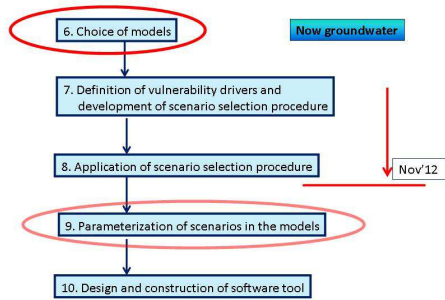 6. Choice of models
Now groundwater
7. Definition of vulnerability drivers and
development of scenario selection procedure
8. Application of scenario selection procedure
Nov'12
9. Parameterization of scenarios in the models
10. Design and construction of software tool